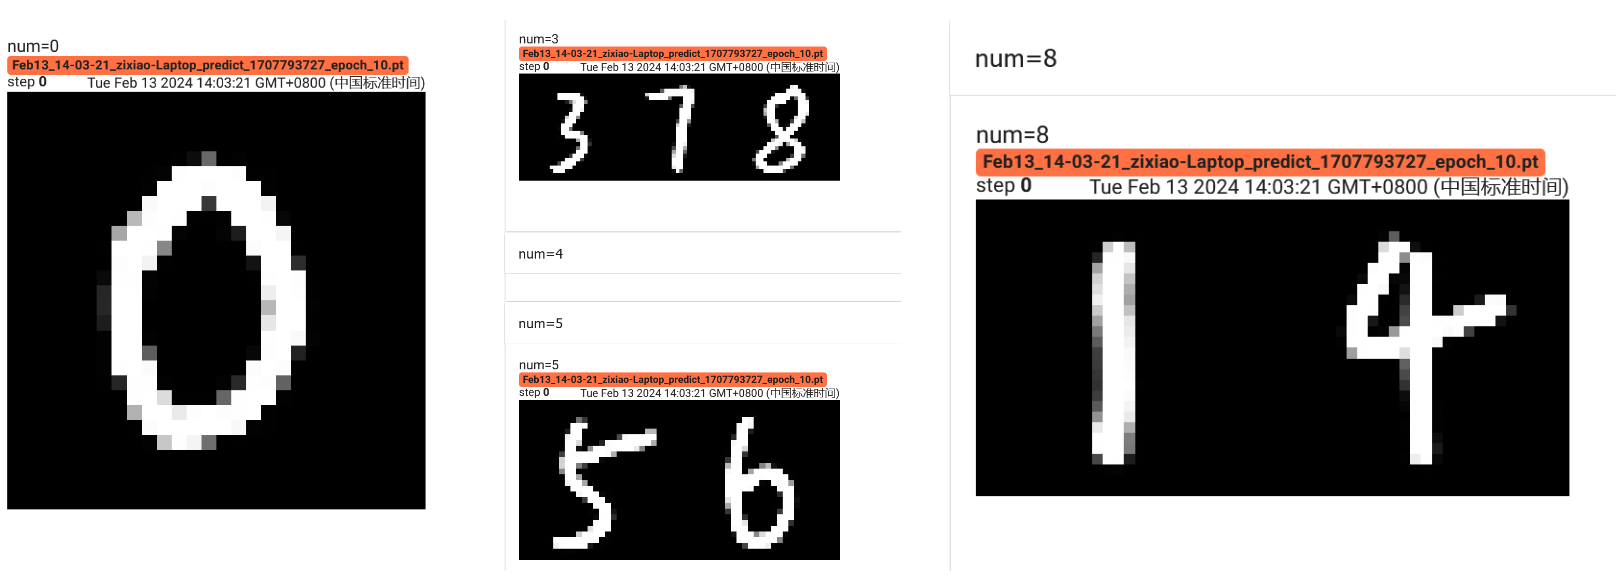 num=0
Feb13_14-03-21_zixiao-Laptop_predict_1707793727_epoch_10.pt
step 0 Tue Feb 13 2024 14:03:21 GMT+0800 (中国标准时间)
0
num=3
Feb13_14-03-21_zixiao-Laptop_predict_1707793727_epoch_10.pt
step 0 Tue Feb 13 2024 14:03:21 GMT+0800 (中国标准时间)
3 7 8
num=4
num=5
num=5
Feb13_14-03-21_zixiao-Laptop_predict_1707793727_epoch_10.pt
step 0 Tue Feb 13 2024 14:03:21 GMT+0800 (中国标准时间)
5 6
num=8
num=8
Feb13_14-03-21_zixiao-Laptop_predict_1707793727_epoch_10.pt
step 0 Tue Feb 13 2024 14:03:21 GMT+0800 (中国标准时间)
1 4